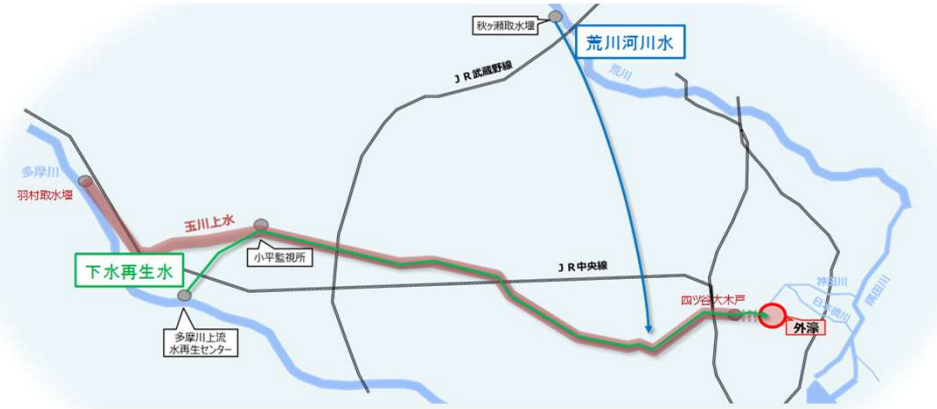 秋ヶ瀬取水堰
荒川河川水
荒川
JR武蔵野線
多摩川
羽村取水堰
玉川上水
小平監視所
下水再生水
JR中央線
多摩川上流
水再生センター
四ツ谷大木戸
神田川
日本橋川
隅田川
外濠